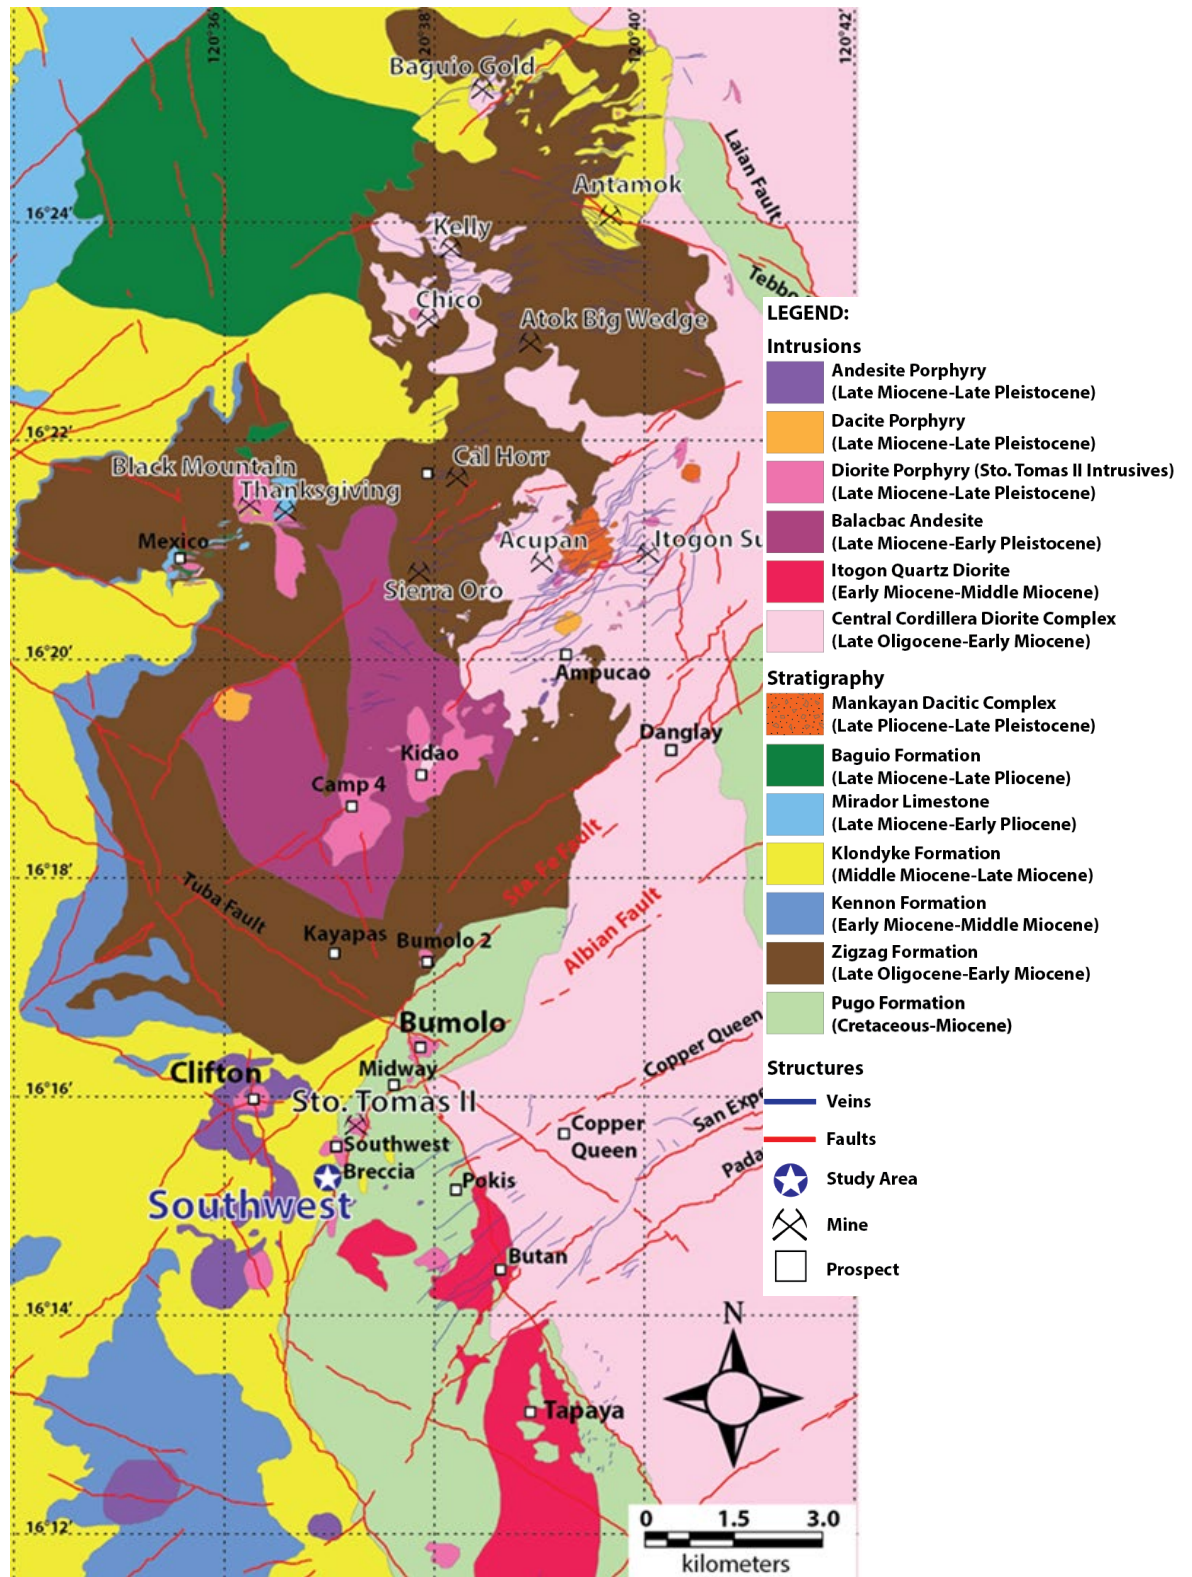 120°36'
20°38'
120°40'
120°42'
Baguio Gold
Laian Fault
Antamok
16°24'
Kelly
Tebbo
Chico
Atok Big Wedge
16°22'
Cal Horr
Black Mountain
Thanksgiving
Mexico
Acupan
Itogon Su
Sierra Oro
16°20'
Ampucao
Danglay
Kidao
Camp 4
Sta. Fe Fault
16°18'
Tuba Fault
Albian Fault
Kayapas
Bumolo 2
Bumolo
Copper Queen
Midway
Clifton
16°16'
Sto. Tomas II
San Expe
Copper
Queen
Southwest
Breccia
Pada
Pokis
Southwest
Butan
16°14'
Tapaya
16°12'
LEGEND:
Intrusions
Andesite Porphyry
(Late Miocene-Late Pleistocene)
Dacite Porphyry
(Late Miocene-Late Pleistocene)
Diorite Porphyry (Sto. Tomas II Intrusives)
(Late Miocene-Late Pleistocene)
Balacbac Andesite
(Late Miocene-Early Pleistocene)
Itogon Quartz Diorite
(Early Miocene-Middle Miocene)
Central Cordillera Diorite Complex
(Late Oligocene-Early Miocene)
Stratigraphy
Mankayan Dacitic Complex
(Late Pliocene-Late Pleistocene)
Baguio Formation
(Late Miocene-Late Pliocene)
Mirador Limestone
(Late Miocene-Early Pliocene)
Klondyke Formation
(Middle Miocene-Late Miocene)
Kennon Formation
(Early Miocene-Middle Miocene)
Zigzag Formation
(Late Oligocene-Early Miocene)
Pugo Formation
(Cretaceous-Miocene)
Structures
Veins
Faults
Study Area
Mine
Prospect
N
0 1.5 3.0
kilometers